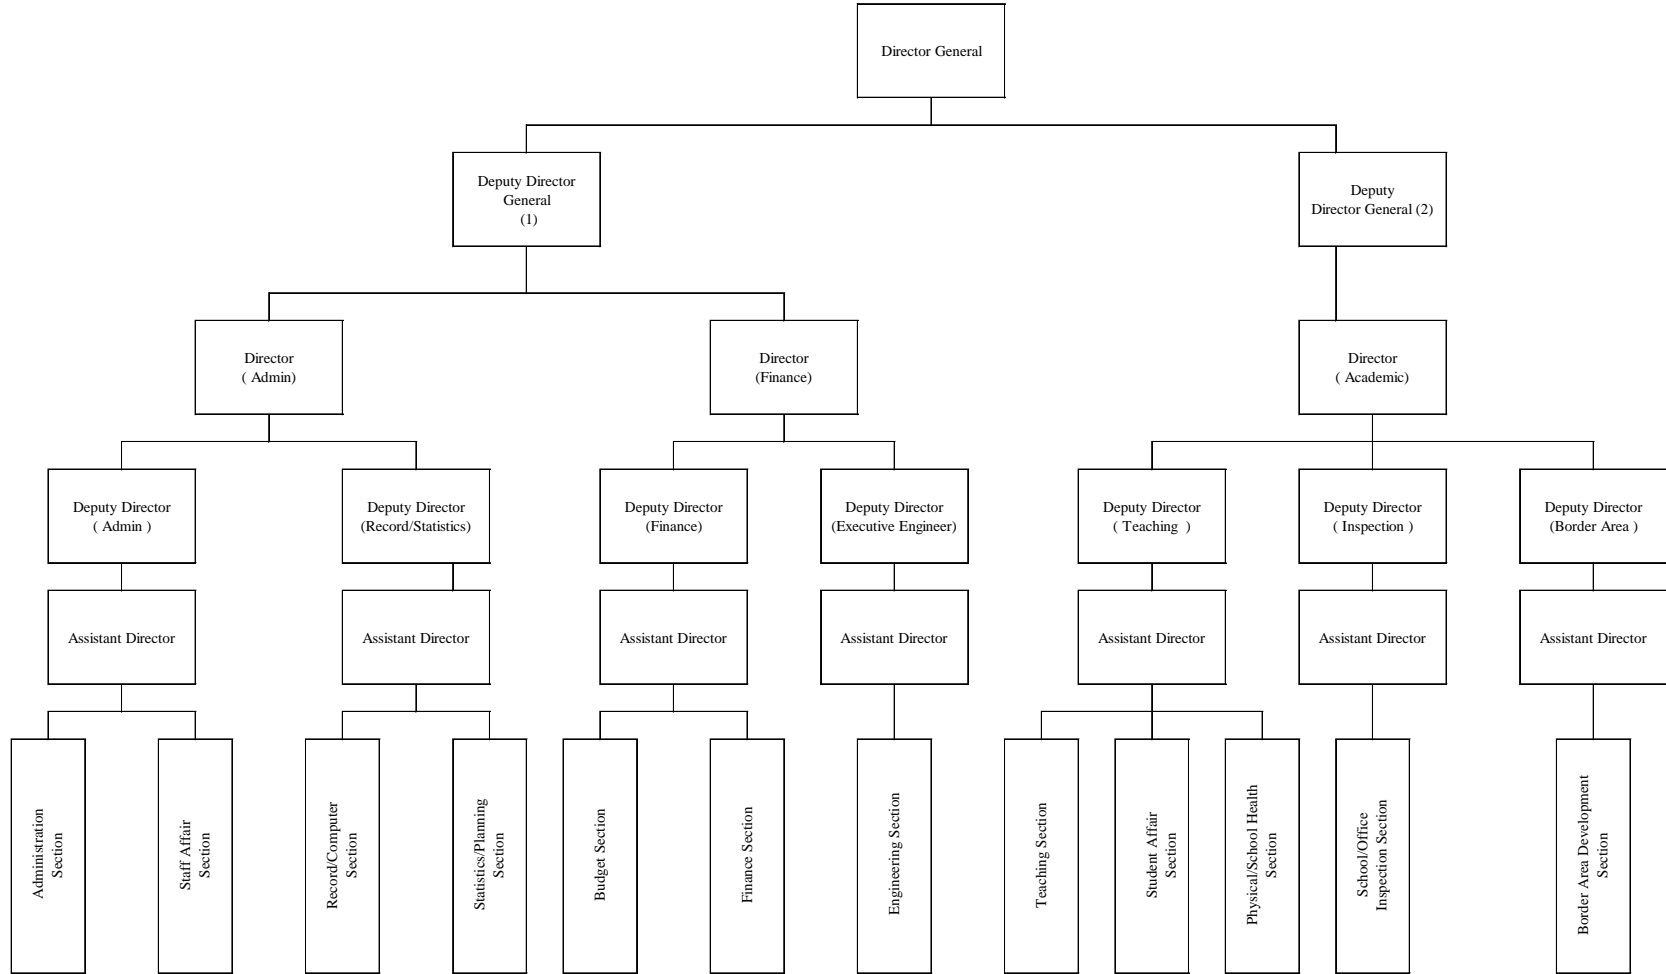 Director General
Deputy Director
General
(1)
Deputy
Director General (2)
Director
( Admin)
Director
(Finance)
Director
( Academic)
Deputy Director
( Admin )
Deputy Director
(Record/Statistics)
Deputy Director
(Finance)
Deputy Director
(Executive Engineer)
Deputy Director
( Teaching )
Deputy Director
( Inspection )
Deputy Director
(Border Area )
Assistant Director
Assistant Director
Assistant Director
Assistant Director
Assistant Director
Assistant Director
Assistant Director
Administration
Section
Staff Affair
Section
Record/Computer
Section
Statistics/Planning
Section
Budget Section
Finance Section
Engineering Section
Teaching Section
Student Affair
Section
Physical/School Health
Section
School/Office
Inspection Section
Border Area Development
Section